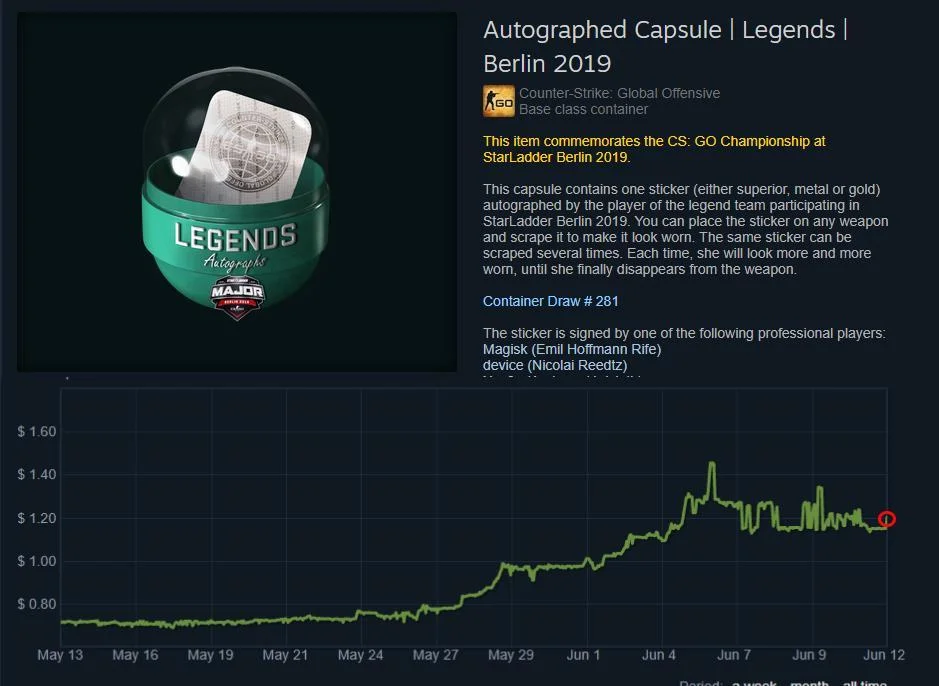 Autographed Capsule | Legends |
Berlin 2019
GO
Counter-Strike: Global Offensive
Base class container
This item commemorates the CS: GO Championship at
StarLadder Berlin 2019.
This capsule contains one sticker (either superior, metal or gold)
autographed by the player of the legend team participating in
StarLadder Berlin 2019. You can place the sticker on any weapon
and scrape it to make it look worn. The same sticker can be
scraped several times. Each time, she will look more and more
worn, until she finally disappears from the weapon.
Container Draw # 281
The sticker is signed by one of the following professional players:
Magisk (Emil Hoffmann Rife)
device (Nicolai Reedtz)
LEGENDS
Autographs
MAJOR
BERLIN 2019
$ 1.60
$ 1.40
$ 1.20
$ 1.00
$ 0.80
May 13 May 16 May 19 May 21 May 24 May 27 May 29 Jun 1 Jun 4 Jun 7 Jun 9 Jun 12
Period: a week month all time